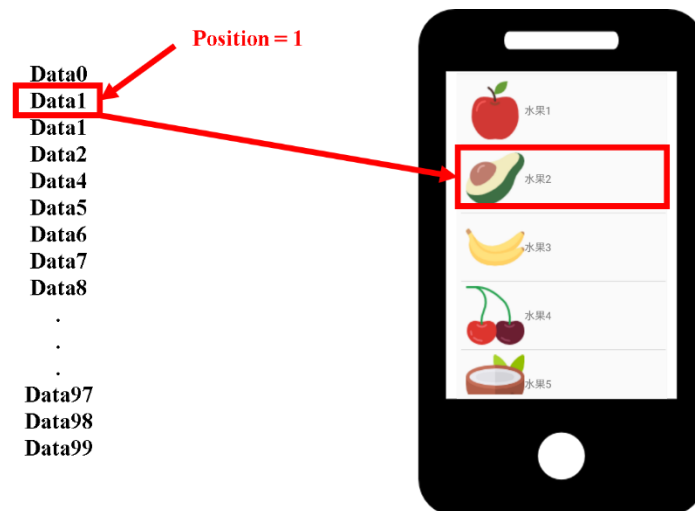 Position = 1
Data0
Data1
Data1
Data2
Data4
Data5
Data6
Data7
Data8
.
.
.
Data97
Data98
Data99
水果1
水果2
水果3
水果4
水果5